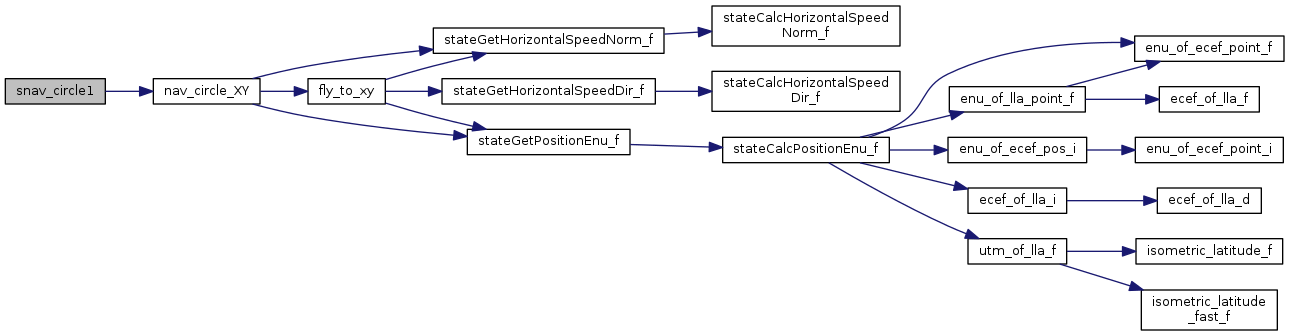 snav_circle1
nav_circle_XY
fly_to_xy
stateGetHorizontalSpeedNorm_f
stateGetHorizontalSpeedDir_f
stateGetPositionEnu_f
stateCalcHorizontalSpeed
Norm_f
stateCalcHorizontalSpeed
Dir_f
stateCalcPositionEnu_f
enu_of_ecef_point_f
enu_of_lla_point_f
ecef_of_lla_f
enu_of_ecef_pos_i
enu_of_ecef_point_i
ecef_of_lla_i
ecef_of_lla_d
utm_of_lla_f
isometric_latitude_f
isometric_latitude
_fast_f